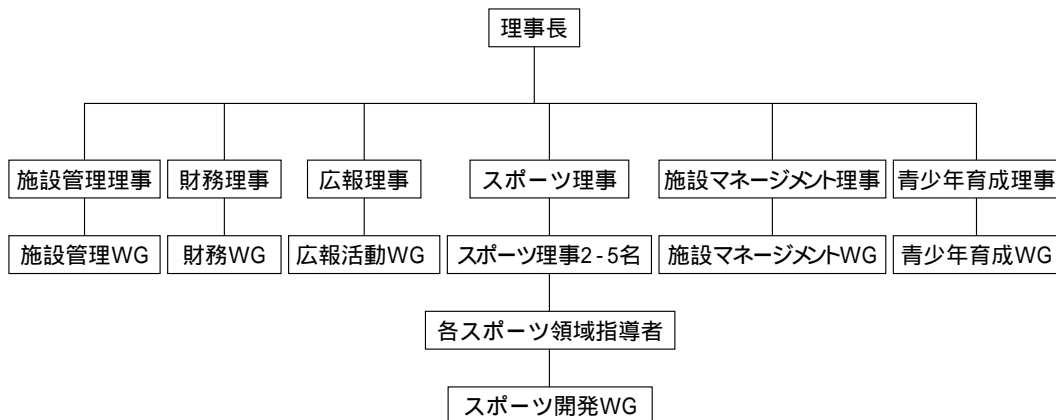 理事長
施設管理理事
財務理事
広報理事
スポーツ理事
施設マネージメント理事
青少年育成理事
施設管理WG
財務WG
広報活動WG
スポーツ理事2-5名
施設マネージメントWG
青少年育成WG
各スポーツ領域指導者
スポーツ開発WG